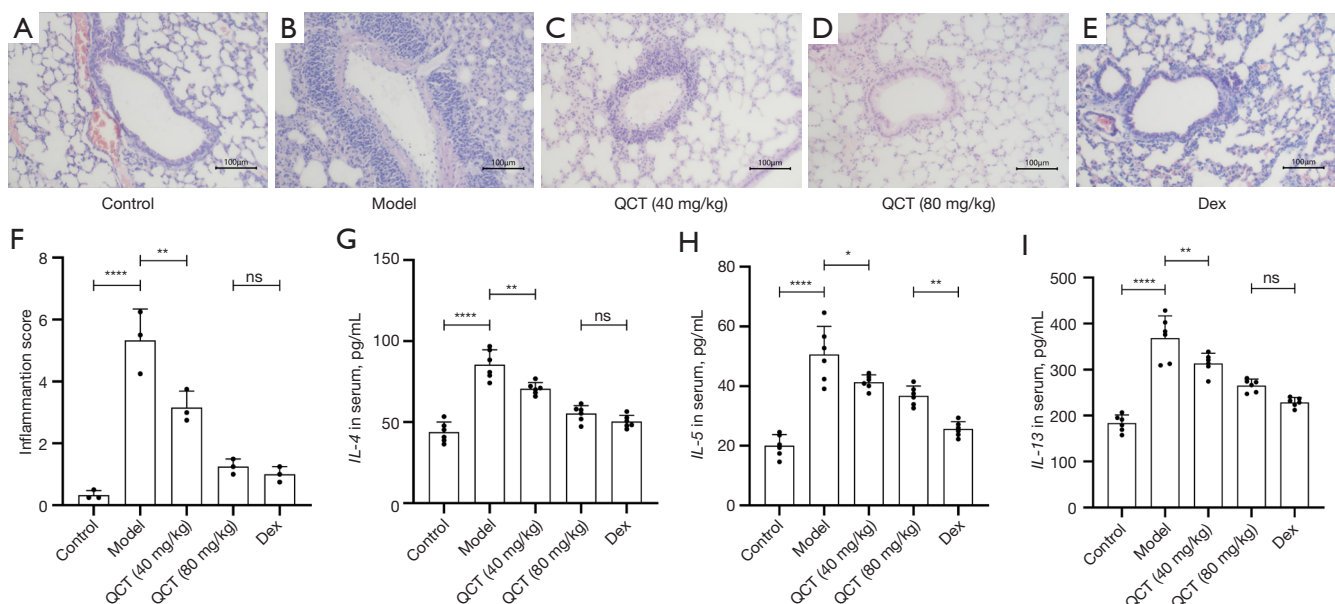 A
B
C
D
E
100μm
100μm
100μm
100μm
100μm
Control
Model
QCT (40 mg/kg)
QCT (80 mg/kg)
Dex
F
Inflammantion score
8
6
4
2
0
****
**
ns
Control
Model
QCT (40 mg/kg)
QCT (80 mg/kg)
Dex
G
IL-4 in serum, pg/mL
150
100
50
0
****
**
ns
Control
Model
QCT (40 mg/kg)
QCT (80 mg/kg)
Dex
H
IL-5 in serum, pg/mL
80
60
40
20
0
****
*
**
Control
Model
QCT (40 mg/kg)
QCT (80 mg/kg)
Dex
I
IL-13 in serum, pg/mL
500
400
300
200
100
0
****
**
ns
Control
Model
QCT (40 mg/kg)
QCT (80 mg/kg)
Dex